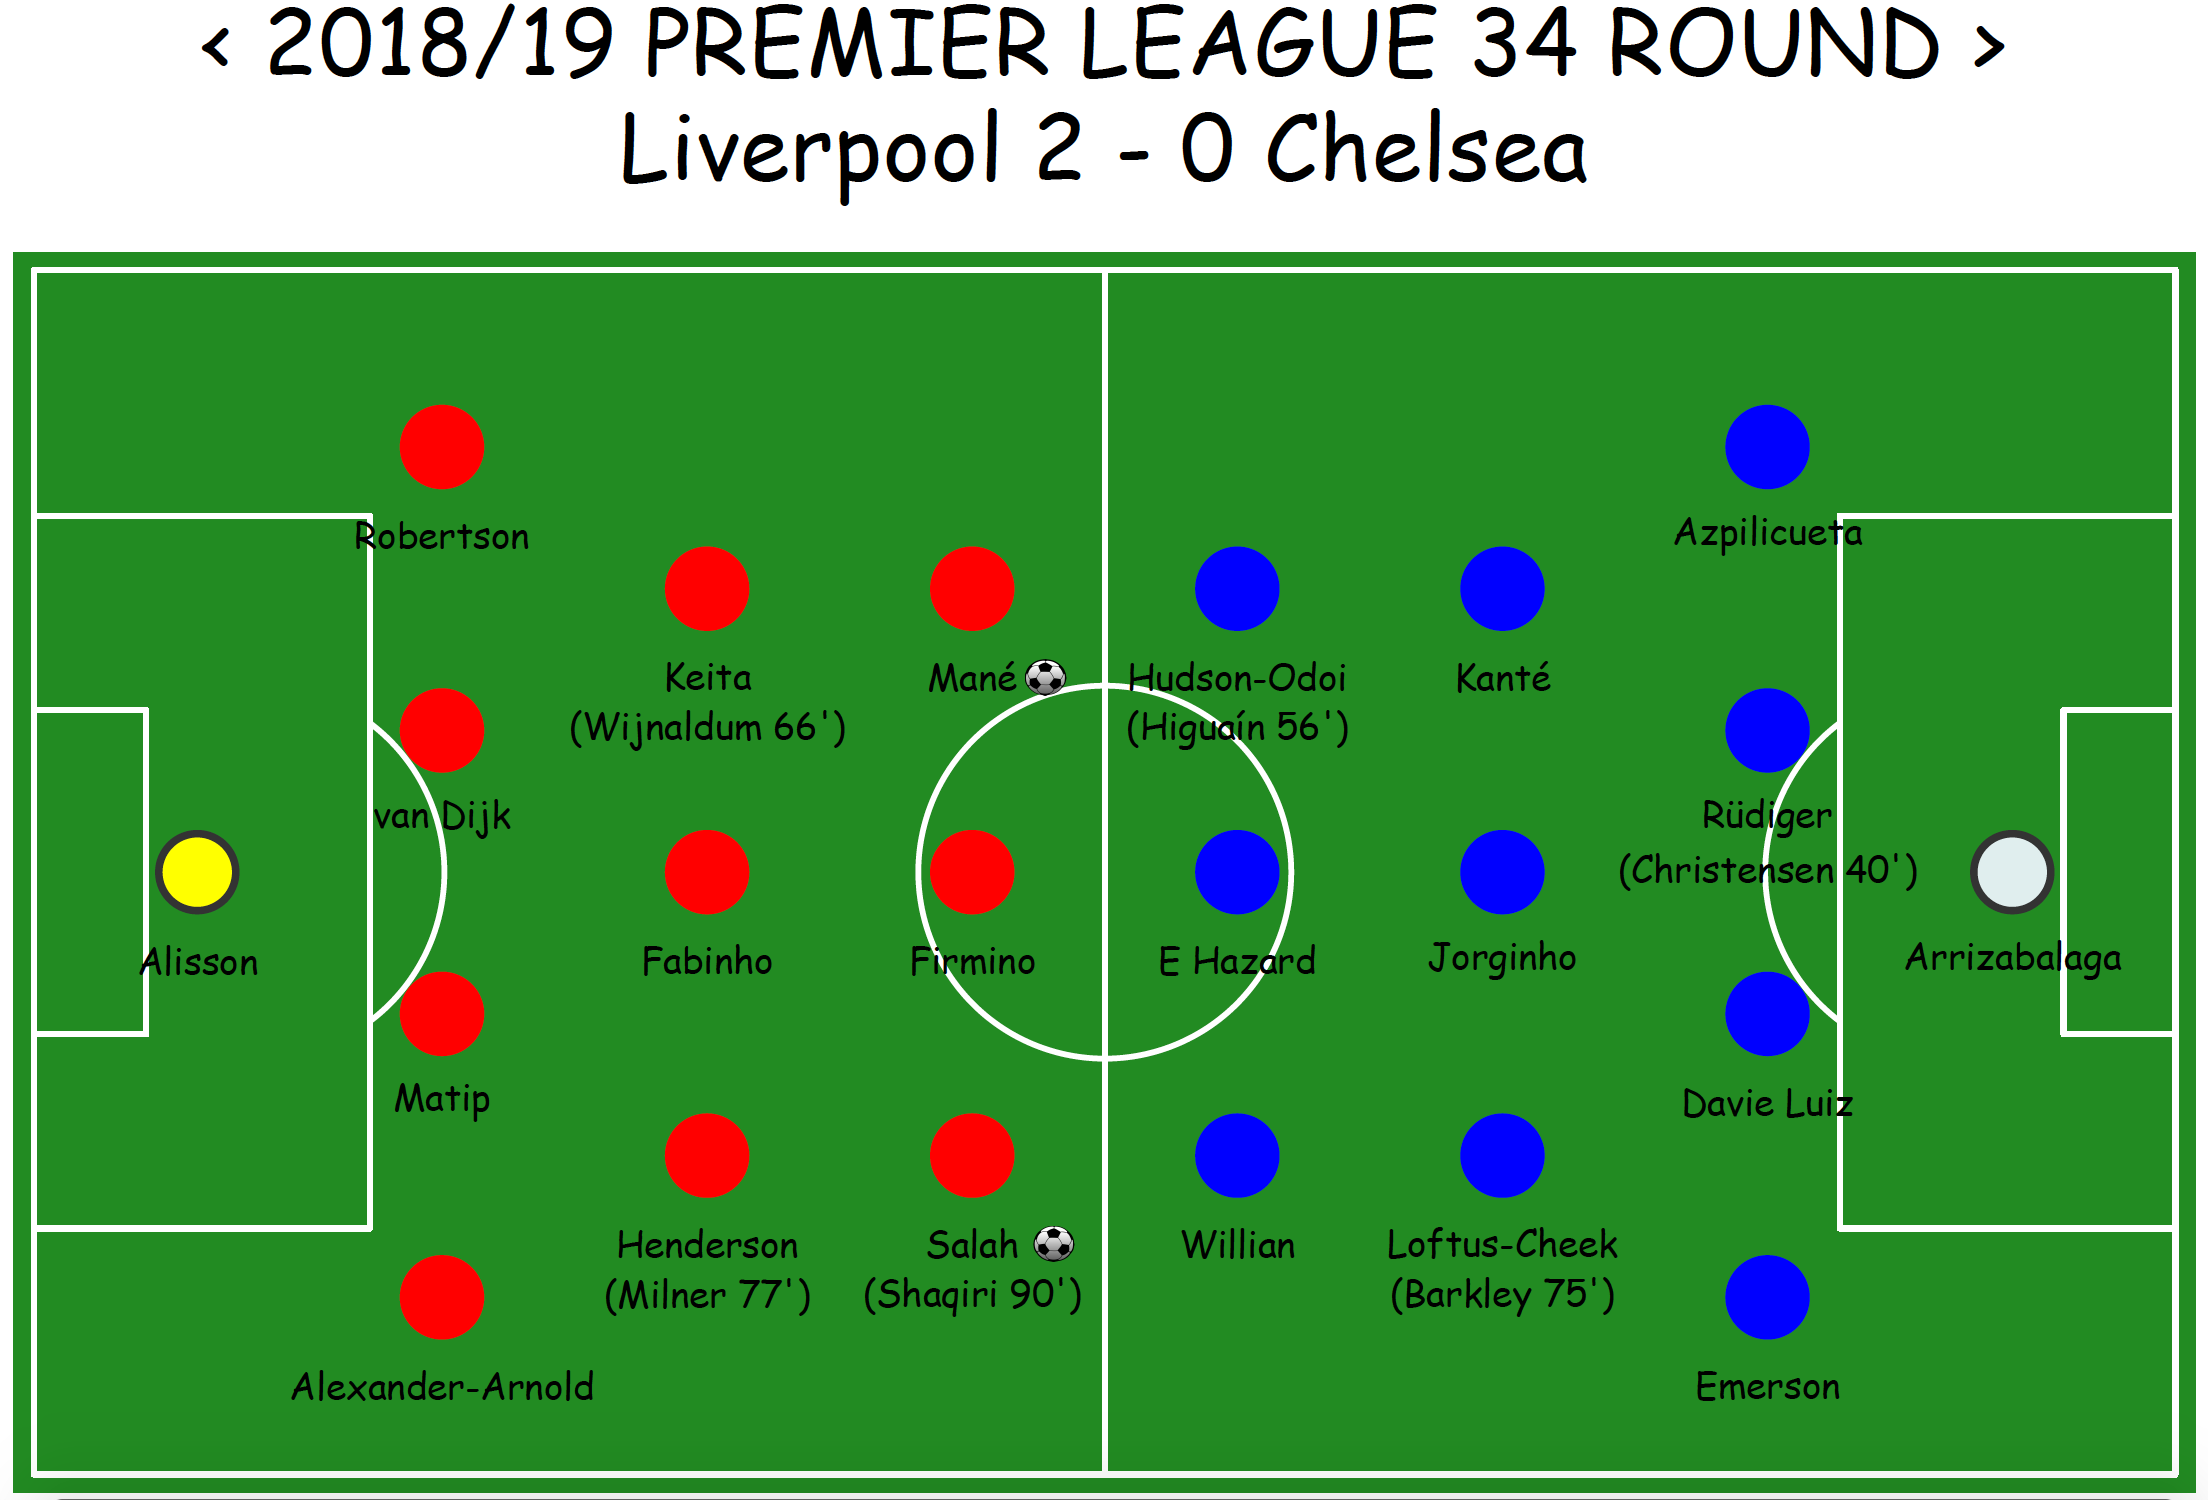 < 2018/19 PREMIER LEAGUE 34 ROUND >
Liverpool 2 - 0 Chelsea
Robertson
Azpilicueta
Keita
(Wijnaldum 66')
Mané
Hudson-Odoi
(Higuaín 56')
Kanté
van Dijk
Rüdiger
(Christensen 40')
Alisson
Fabinho
Firmino
E Hazard
Jorginho
Arrizabalaga
Matip
Davie Luiz
Henderson
(Milner 77')
Salah
(Shaqiri 90')
Willian
Loftus-Cheek
(Barkley 75')
Alexander-Arnold
Emerson